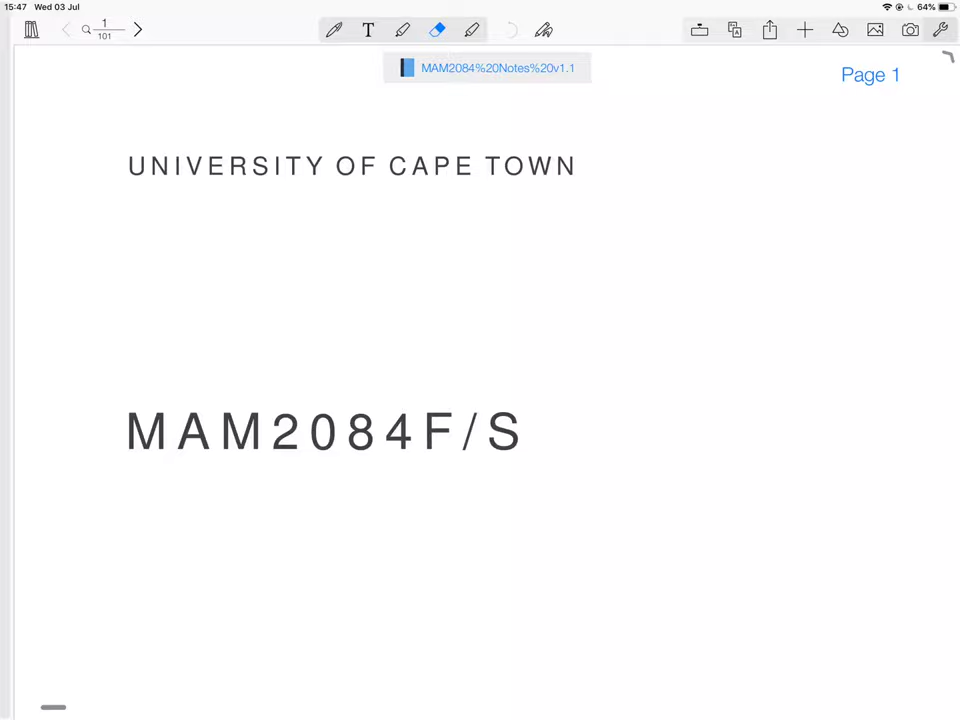 15:47 Wed 03 Jul 64%
1
101
T
MAM2084%20Notes%20v1.1
Page 1
UNIVERSITY OF CAPE TOWN
MAM2084F/S